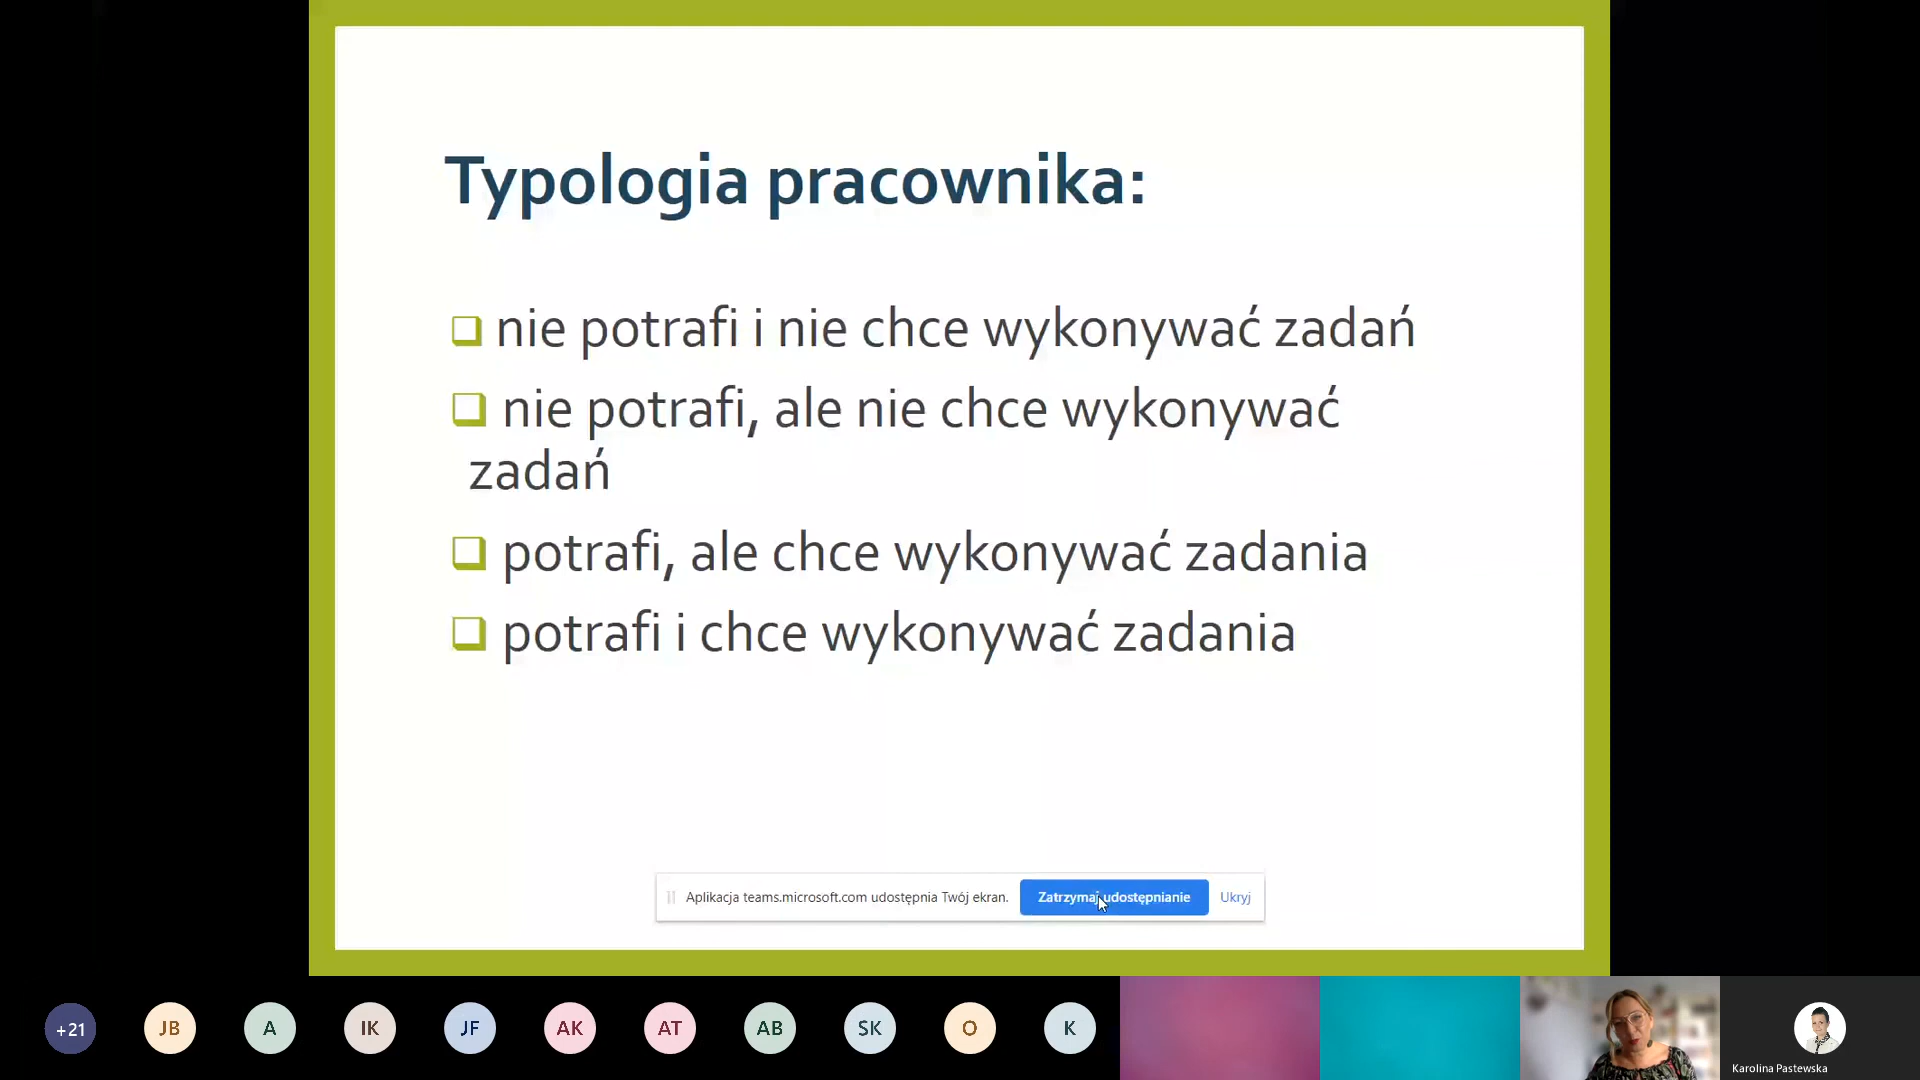 Typologia pracownika:
nie potrafi i nie chce wykonywać zadań
nie potrafi, ale nie chce wykonywać
zadań
potrafi, ale chce wykonywać zadania
potrafi i chce wykonywać zadania
Aplikacja teams.microsoft.com udostępnia Twój ekran. Zatrzymaj udostępnianie Ukryj
+21 JB A IK JF AK AT AB SK O K
Karolina Pastewska